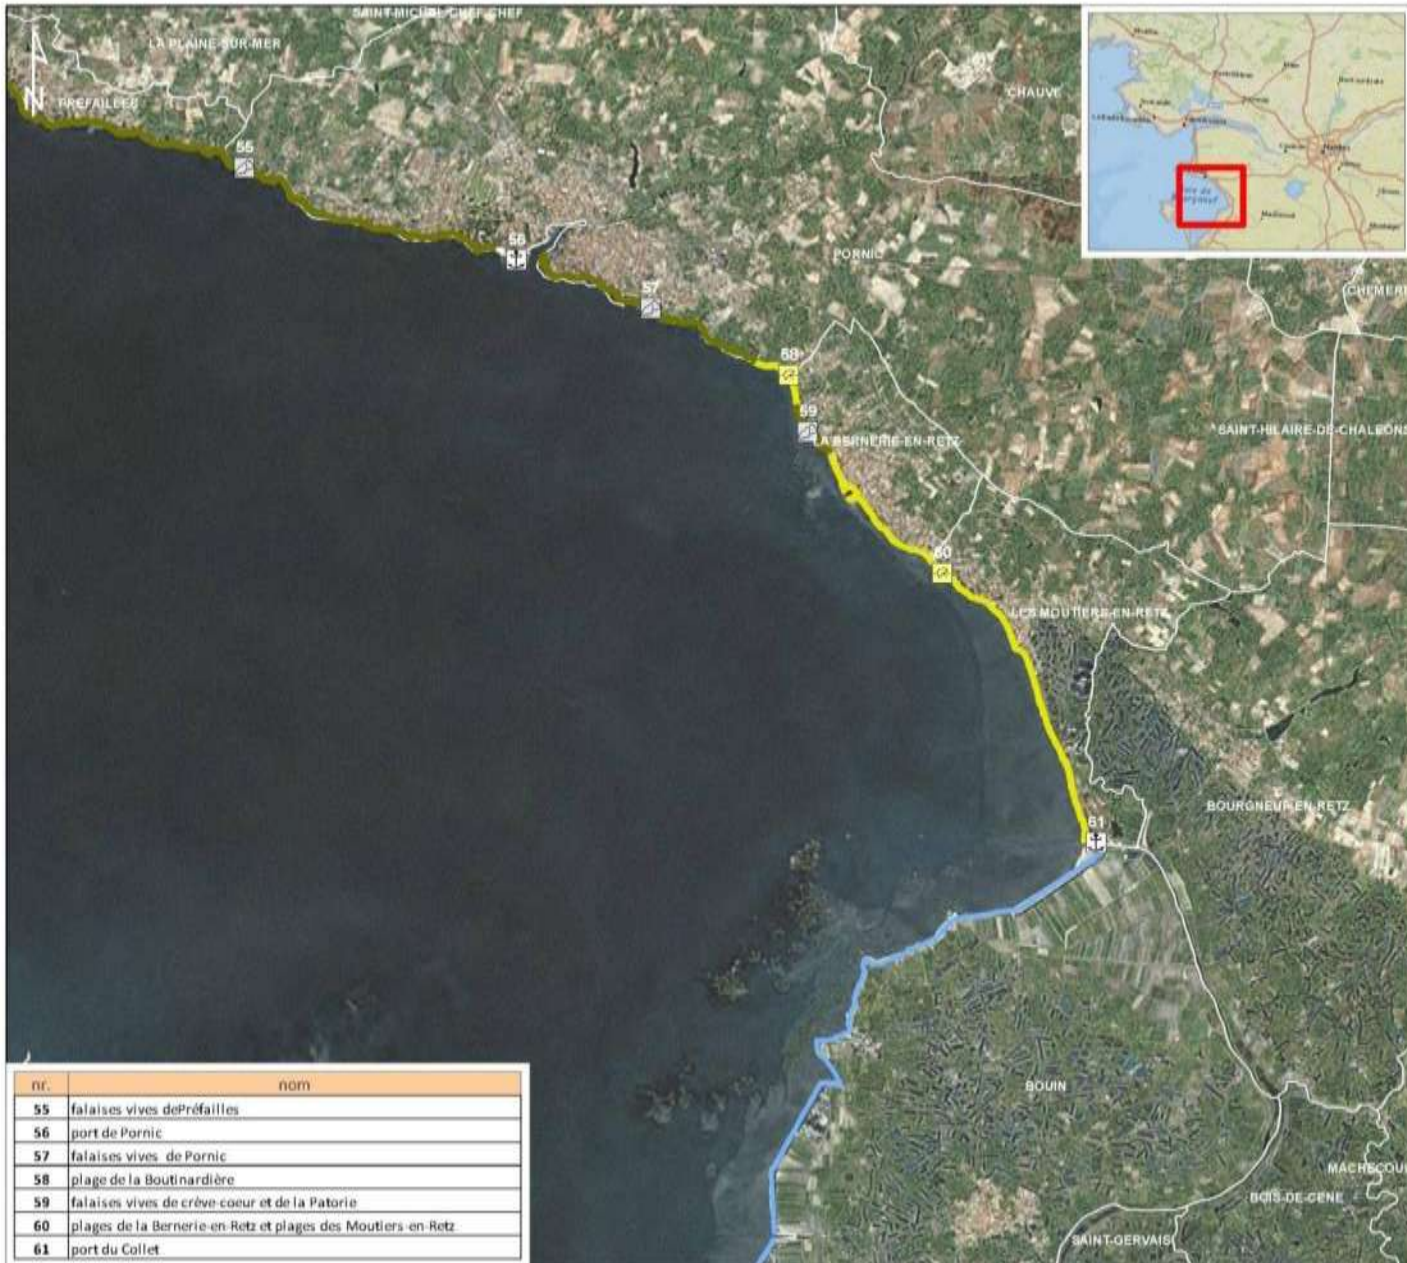 SAINT-MICHEL-CHEF-CHEF
LA PLAINE-SUR-MER
N
PREFAILLES
CHAUVE
55
56
PORNIC
57
CHEMERE
58
59
LA BERNERIE-EN-RETZ
SAINT-HILAIRE-DE-CHALEONS
60
LES MOUTIERS-EN-RETZ
BOURGNEUF-EN-RETZ
61
BOUIN
MACHECOUL
BOIS-DE-CENE
SAINT-GERVAIS
Nantes
nr. nom
55 falaises vives dePréfailles
56 port de Pornic
57 falaises vives de Pornic
58 plage de la Boutinardière
59 falaises vives de crève-coeur et de la Patorie
60 plages de la Bernerie-en-Retz et plages des Moutiers-en-Retz
61 port du Collet